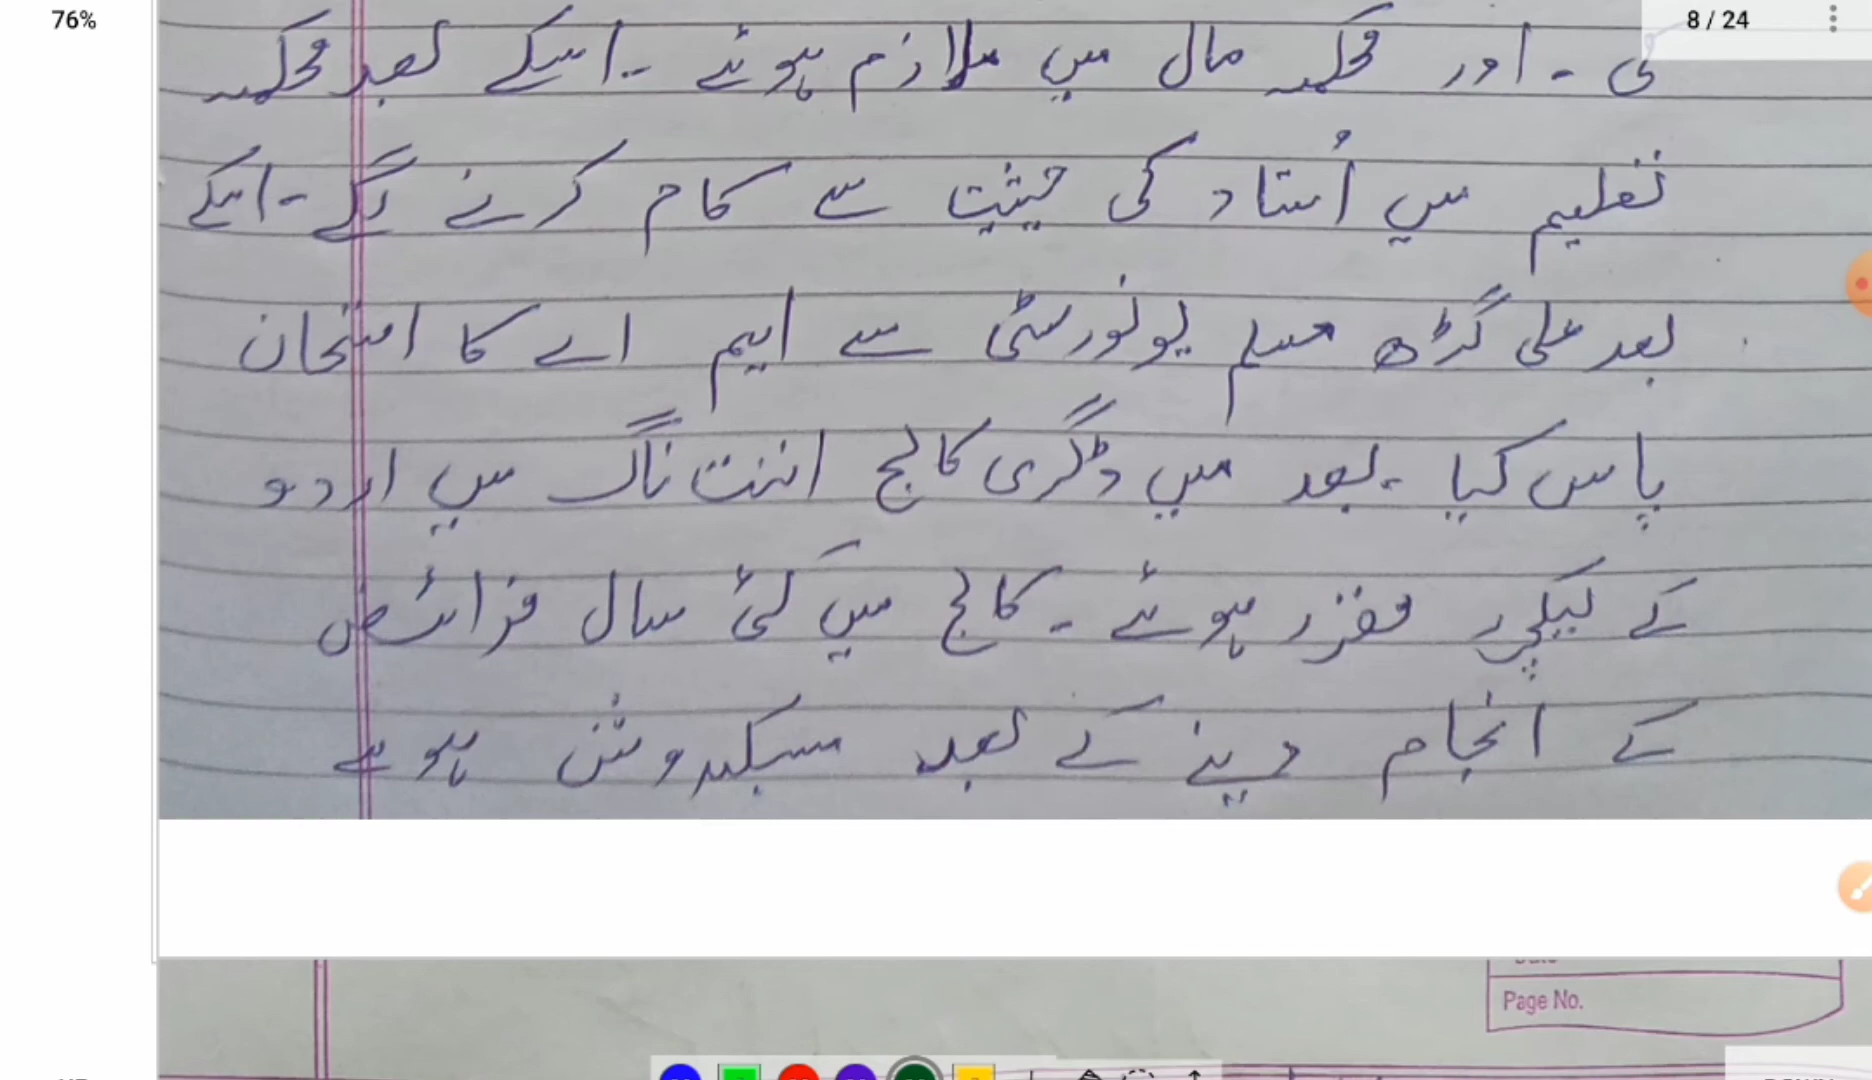 76%
8 / 24
کی ۔ اور محکمہ مال میں ملازم ہوئے ۔ اسکے بعد محکمہ
تعلیم میں اُستاد کی حیثیت سے کام کرنے لگے ۔ اسکے
بعد علی گڑھ مسلم یونورسٹی سے ایم اے کا امتحان
پاس کیا ۔ بعد میں ڈگری کالج اننت ناگ میں اردو
کے لیکچرر مقرر ہوئے ۔ کالج میں کئی سال فرائض
کے انجام دینے کے بعد سبکدوش ہوئے
Page No.